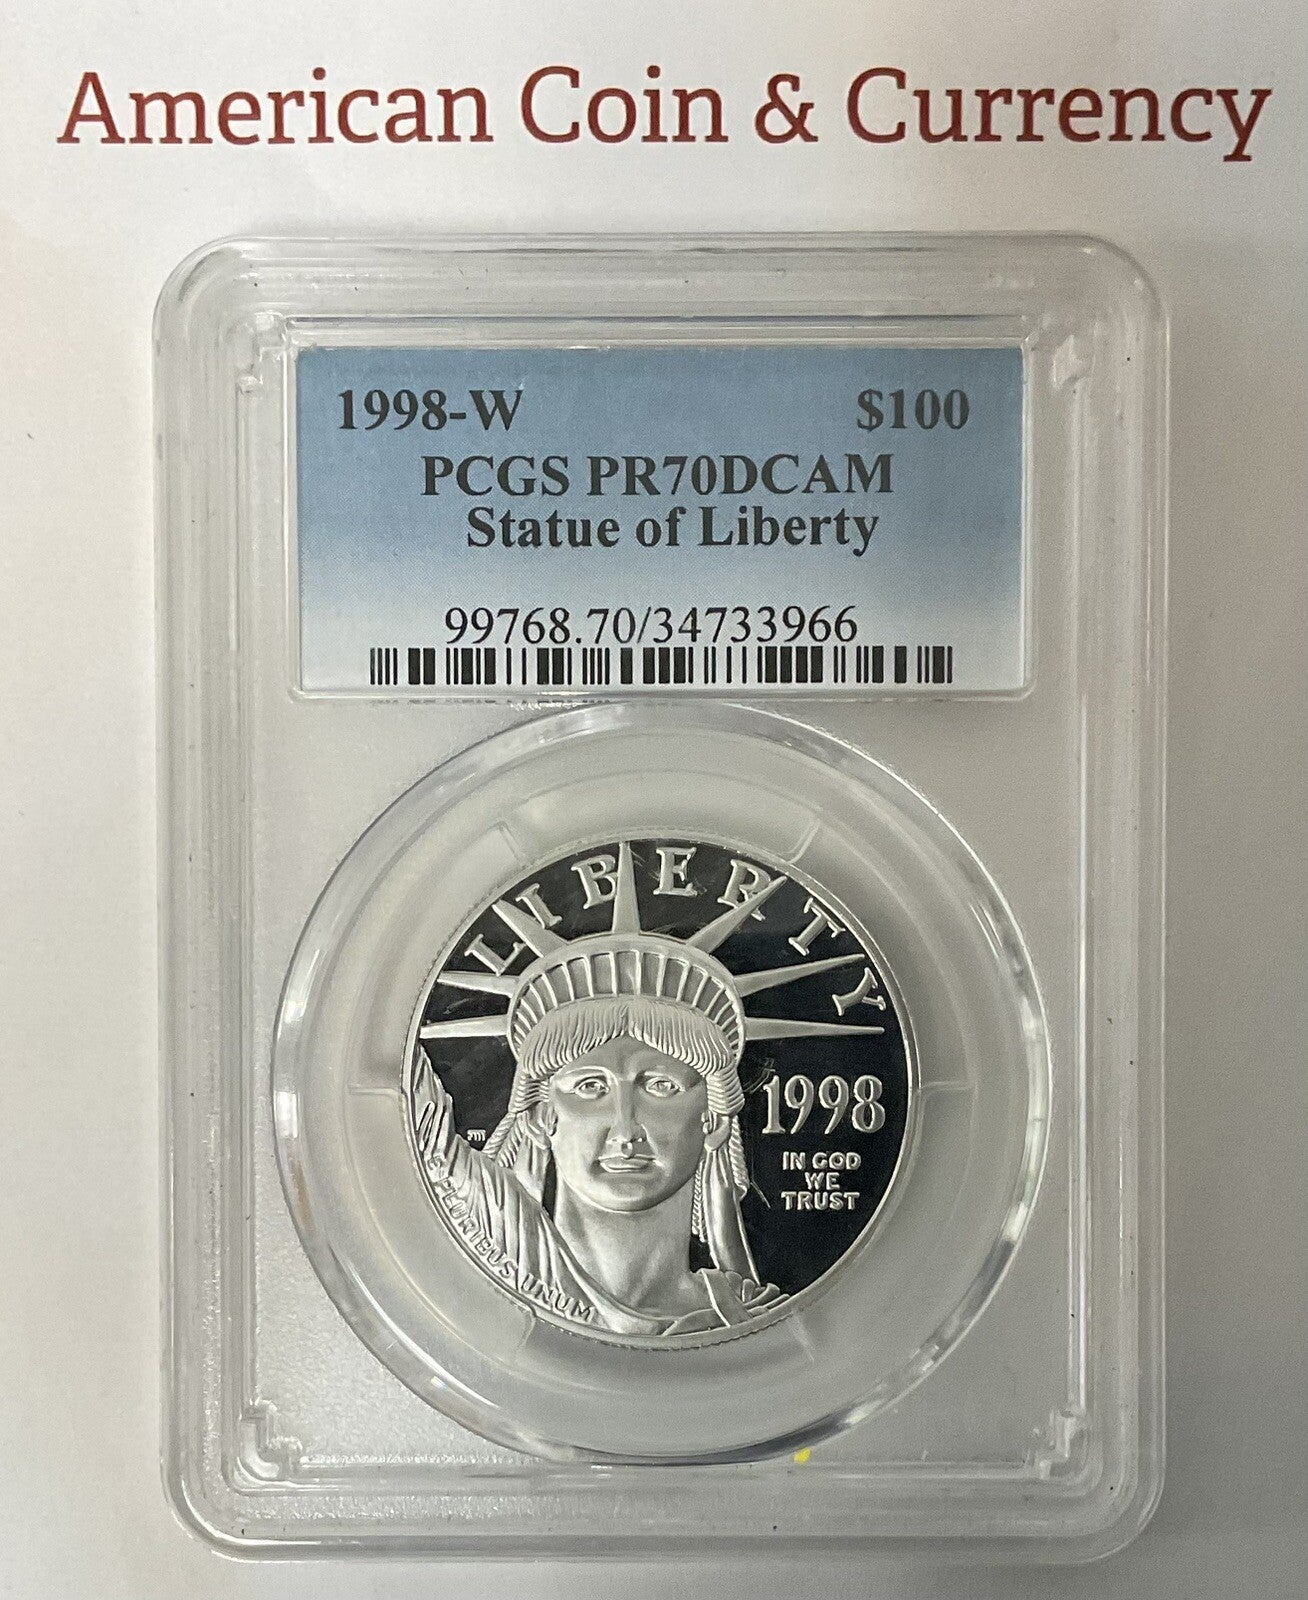 American Coin & Currency
1998-W $100
PCGS PR70DCAM
Statue of Liberty
99768.70/34733966
LIBERTY
1998
IN GOD
WE
TRUST
E PLURIBUS UNUM